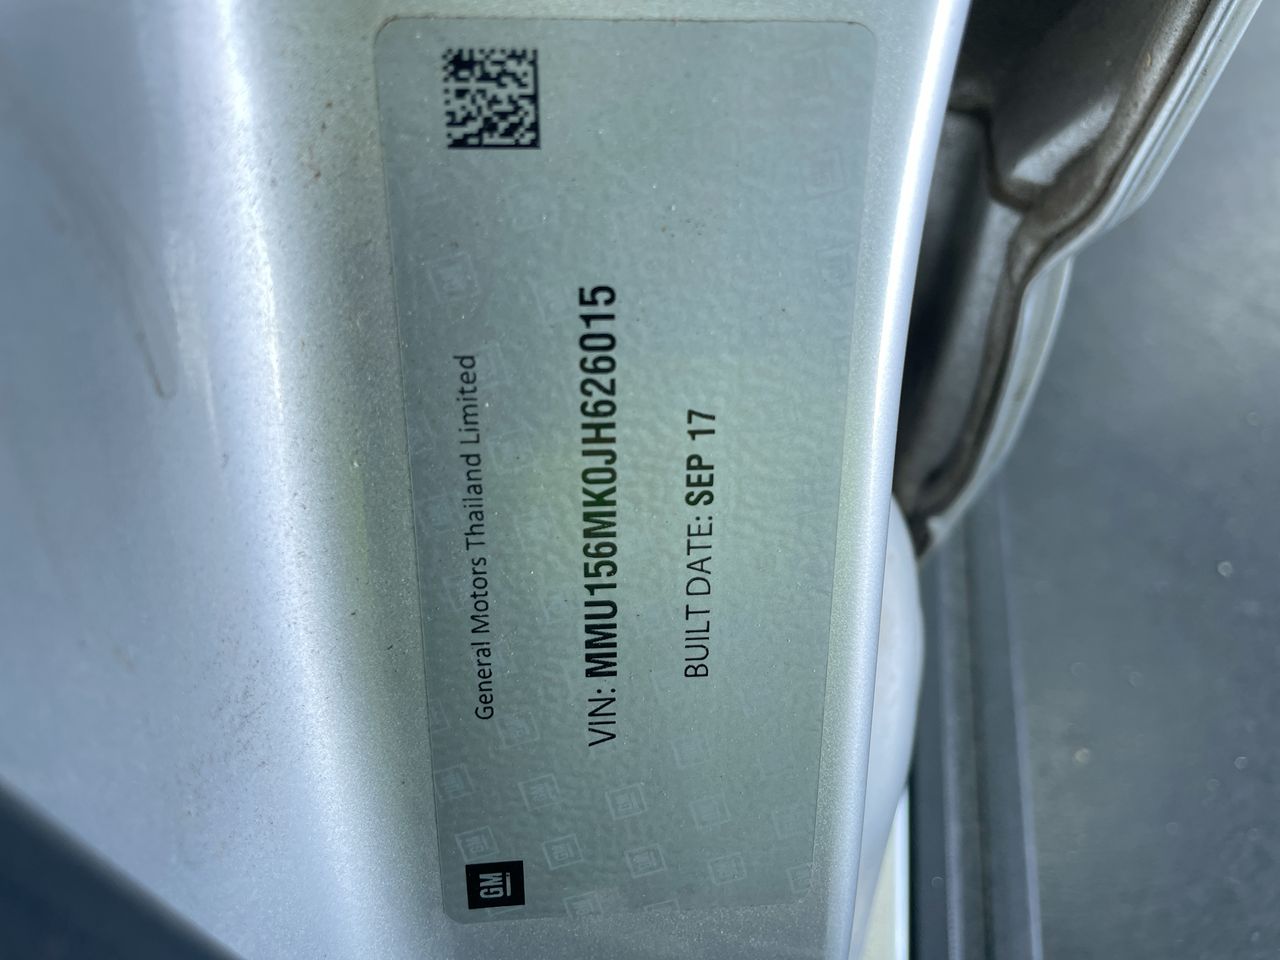 General Motors Thailand Limited
VIN: MMU156MK0JH626015
BUILT DATE: SEP 17
GM